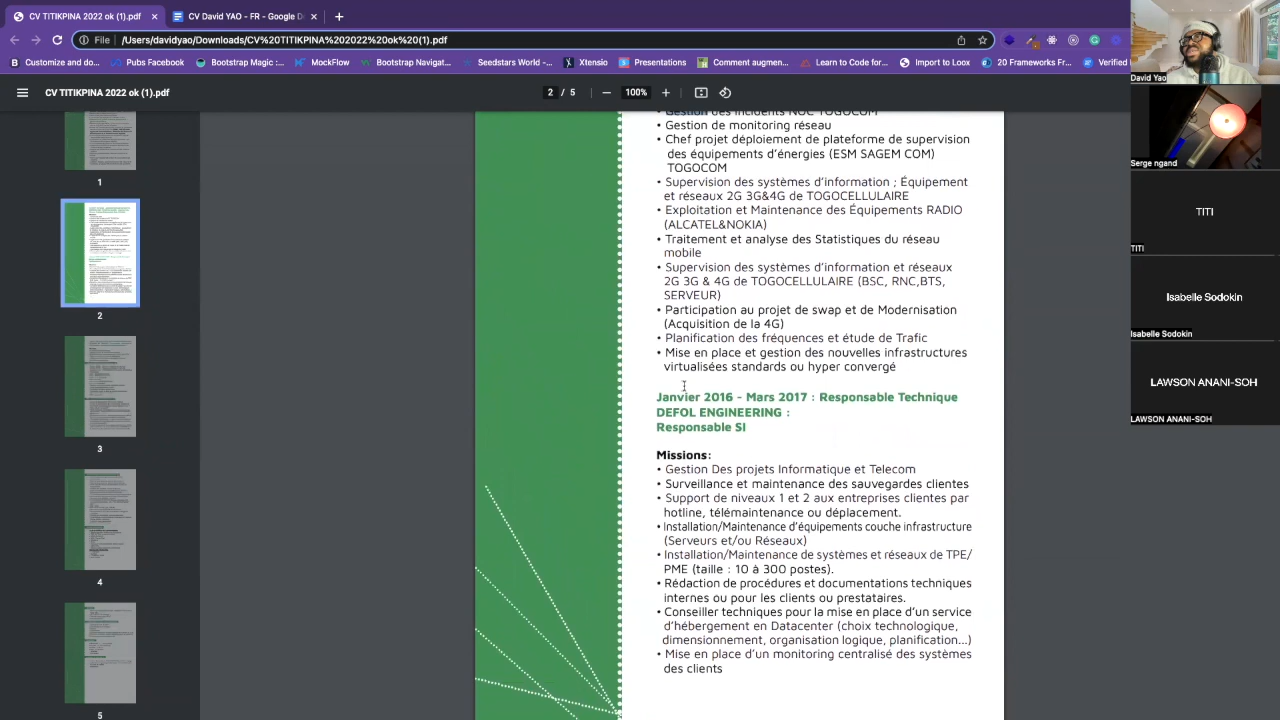 CV TITIKPINA 2022 ok (1).pdf
CV David YAO - FR - Google D
File
/Users/davidyao/Downloads/CV%20TITIKPINA%202022%20ok%20(1).pdf
Customize and do...
Pubs Facebook
Bootstrap Magic :...
MockFlow
Bootstrap Navigat...
Seedstars World -...
Xtensio
Presentations
Comment augmen...
Learn to Code for...
Import to Loox
20 Frameworks Fr...
Verified
CV TITIKPINA 2022 ok (1).pdf
2 / 5
100%
1
2
3
4
5
• Gestion des incidents NOC TOGOCOM
• Gestion de monitoring réseau
• Chef projet déploiement de plateforme de supervision
des équipements d'énergies (ESM SAGEM COM)
TOGOCOM
• Supervision des systèmes d'information ; Équipement
et réseaux 2G 3G&4G de TOGOCELLULAIRE
• Exploitation et Maintenance des Équipements RADIO
(ALCATEL&NOKIA)
• Traitement et analyse des Statistiques du réseau
mobile
• Supervision des systèmes d'information et réseaux
2G 3G & 4G de TOGOCELLULAIRE (BSC, RNC,BTS,
SERVEUR)
• Participation au projet de swap et de Modernisation
(Acquisition de la 4G)
• Planification des fréquences et étude de Trafic
• Mise en place et gestion des nouvelles infrastructures
virtualisées standards ou hyper convergé
Janvier 2016 - Mars 2017 : Responsable Technique
DEFOL ENGINEERING :
Responsable SI
Missions:
• Gestion Des projets Informatique et Telecom
• Surveillance et maintenance des sauvegardes clientes
• Support de niveaux 1 et 2 aux entreprises clientes par
hotline, télémaintenance ou déplacement.
• Installation/Maintenance d'équipements couche infrastructure
(Serveurs et/ou Réseaux)
• Installation/Maintenance de systèmes et réseaux de TPE/
PME (taille : 10 à 300 postes).
• Rédaction de procédures et documentations techniques
internes ou pour les clients ou prestataires.
• Conseiller techniques pour la mise en place d'un service
d'hébergement en Datacenter (choix technologique,
dimensionnement, organisation logique, planification...)
• Mise en place d'un monitoring centralisé des systèmes
des clients
David Yao
Serge ngand
TITI
TITI
Isabelle Sodokin
Isabelle Sodokin
LAWSON ANANI-SOH
LAWSON ANANI-SOH